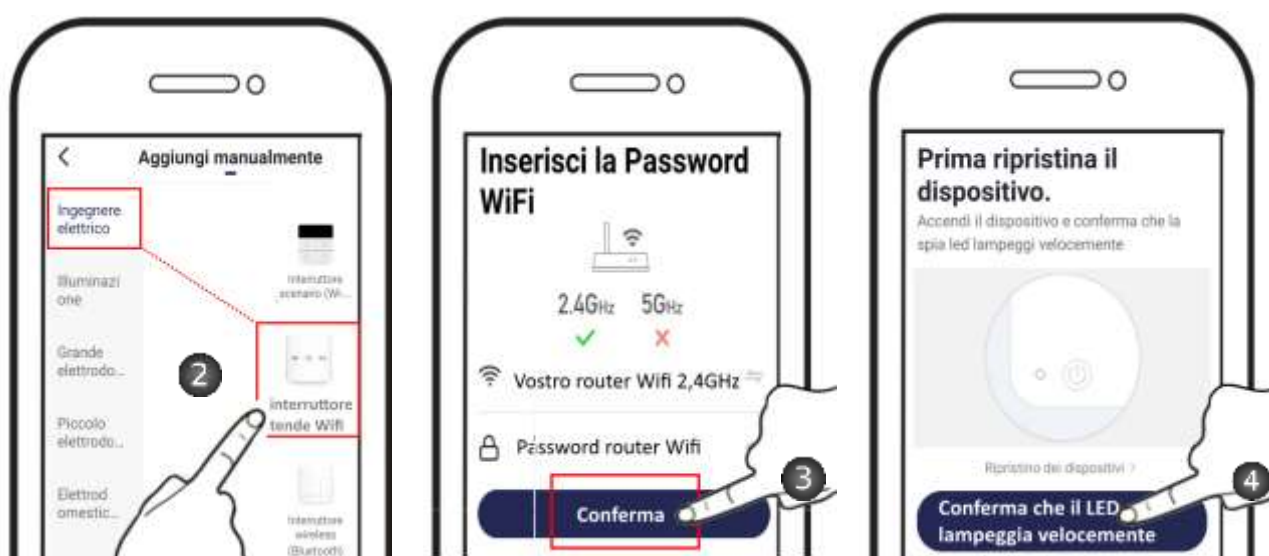 Aggiungi manualmente
Ingegnere
elettrico
Interruttore
scenario (Wi-...
Illuminazi
one
Grande
elettrodo...
2
interruttore
tende Wifi
Piccolo
elettrodo...
Elettrod
omestic...
Interruttore
wireless
(Bluetooth)
Inserisci la Password
WiFi
2.4GHz 5GHz
Vostro router Wifi 2,4GHz
Password router Wifi
3
Conferma
Prima ripristina il
dispositivo.
Accendi il dispositivo e conferma che la
spia led lampeggi velocemente
Ripristino dei dispositivi >
4
Conferma che il LED
lampeggia velocemente